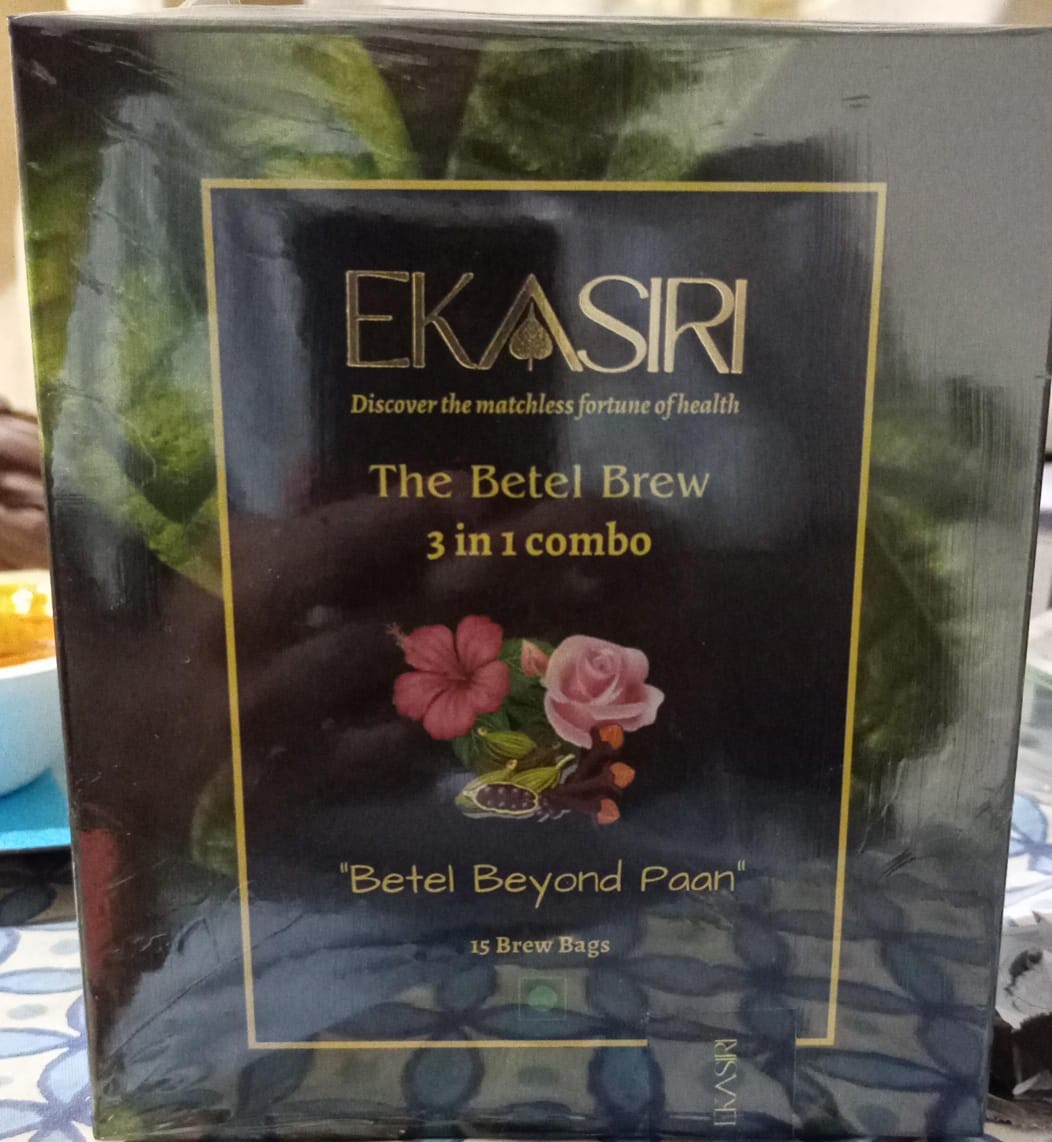 EKASIRI
Discover the matchless fortune of health
The Betel Brew
3 in 1 combo
"Betel Beyond Paan"
15 Brew Bags
EKASIRI